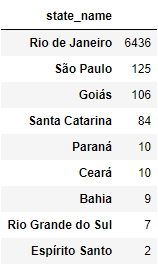 state_name
Rio de Janeiro 6436
São Paulo 125
Goiás 106
Santa Catarina 84
Paraná 10
Ceará 10
Bahia 9
Rio Grande do Sul 7
Espírito Santo 2